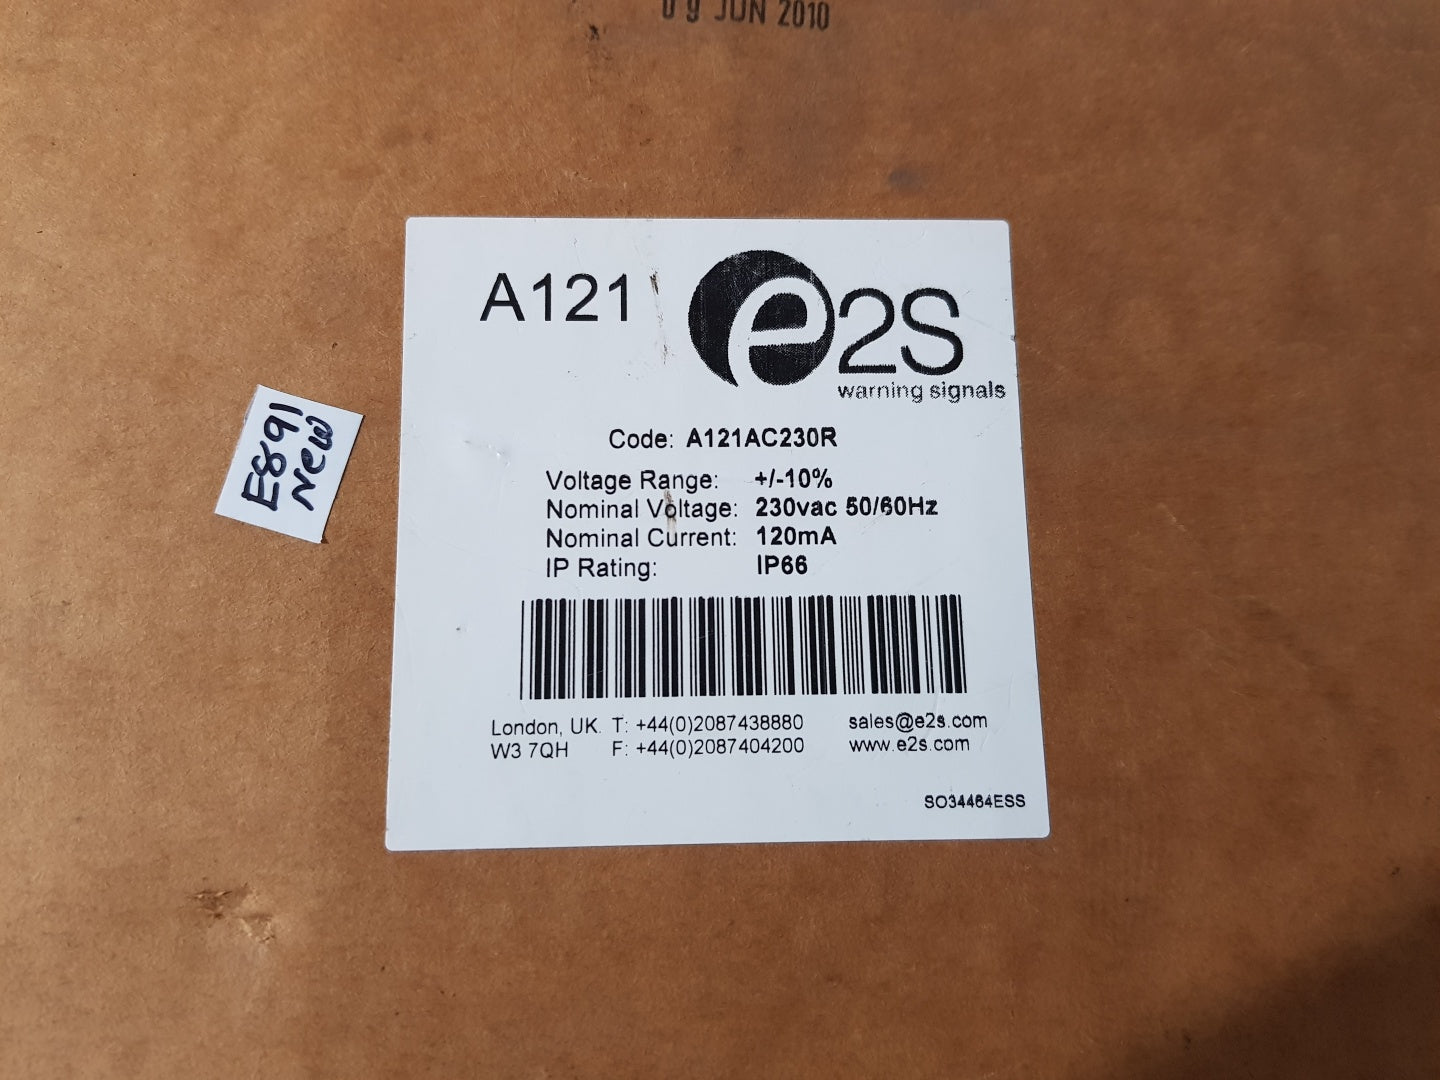 09 JUN 2010
A121
e2S
warning signals
E891
New
Code: A121AC230R
Voltage Range: +/-10%
Nominal Voltage: 230vac 50/60Hz
Nominal Current: 120mA
IP Rating: IP66
London, UK. T: +44(0)2087438880 sales@e2s.com
W3 7QH F: +44(0)2087404200 www.e2s.com
SO34464ESS